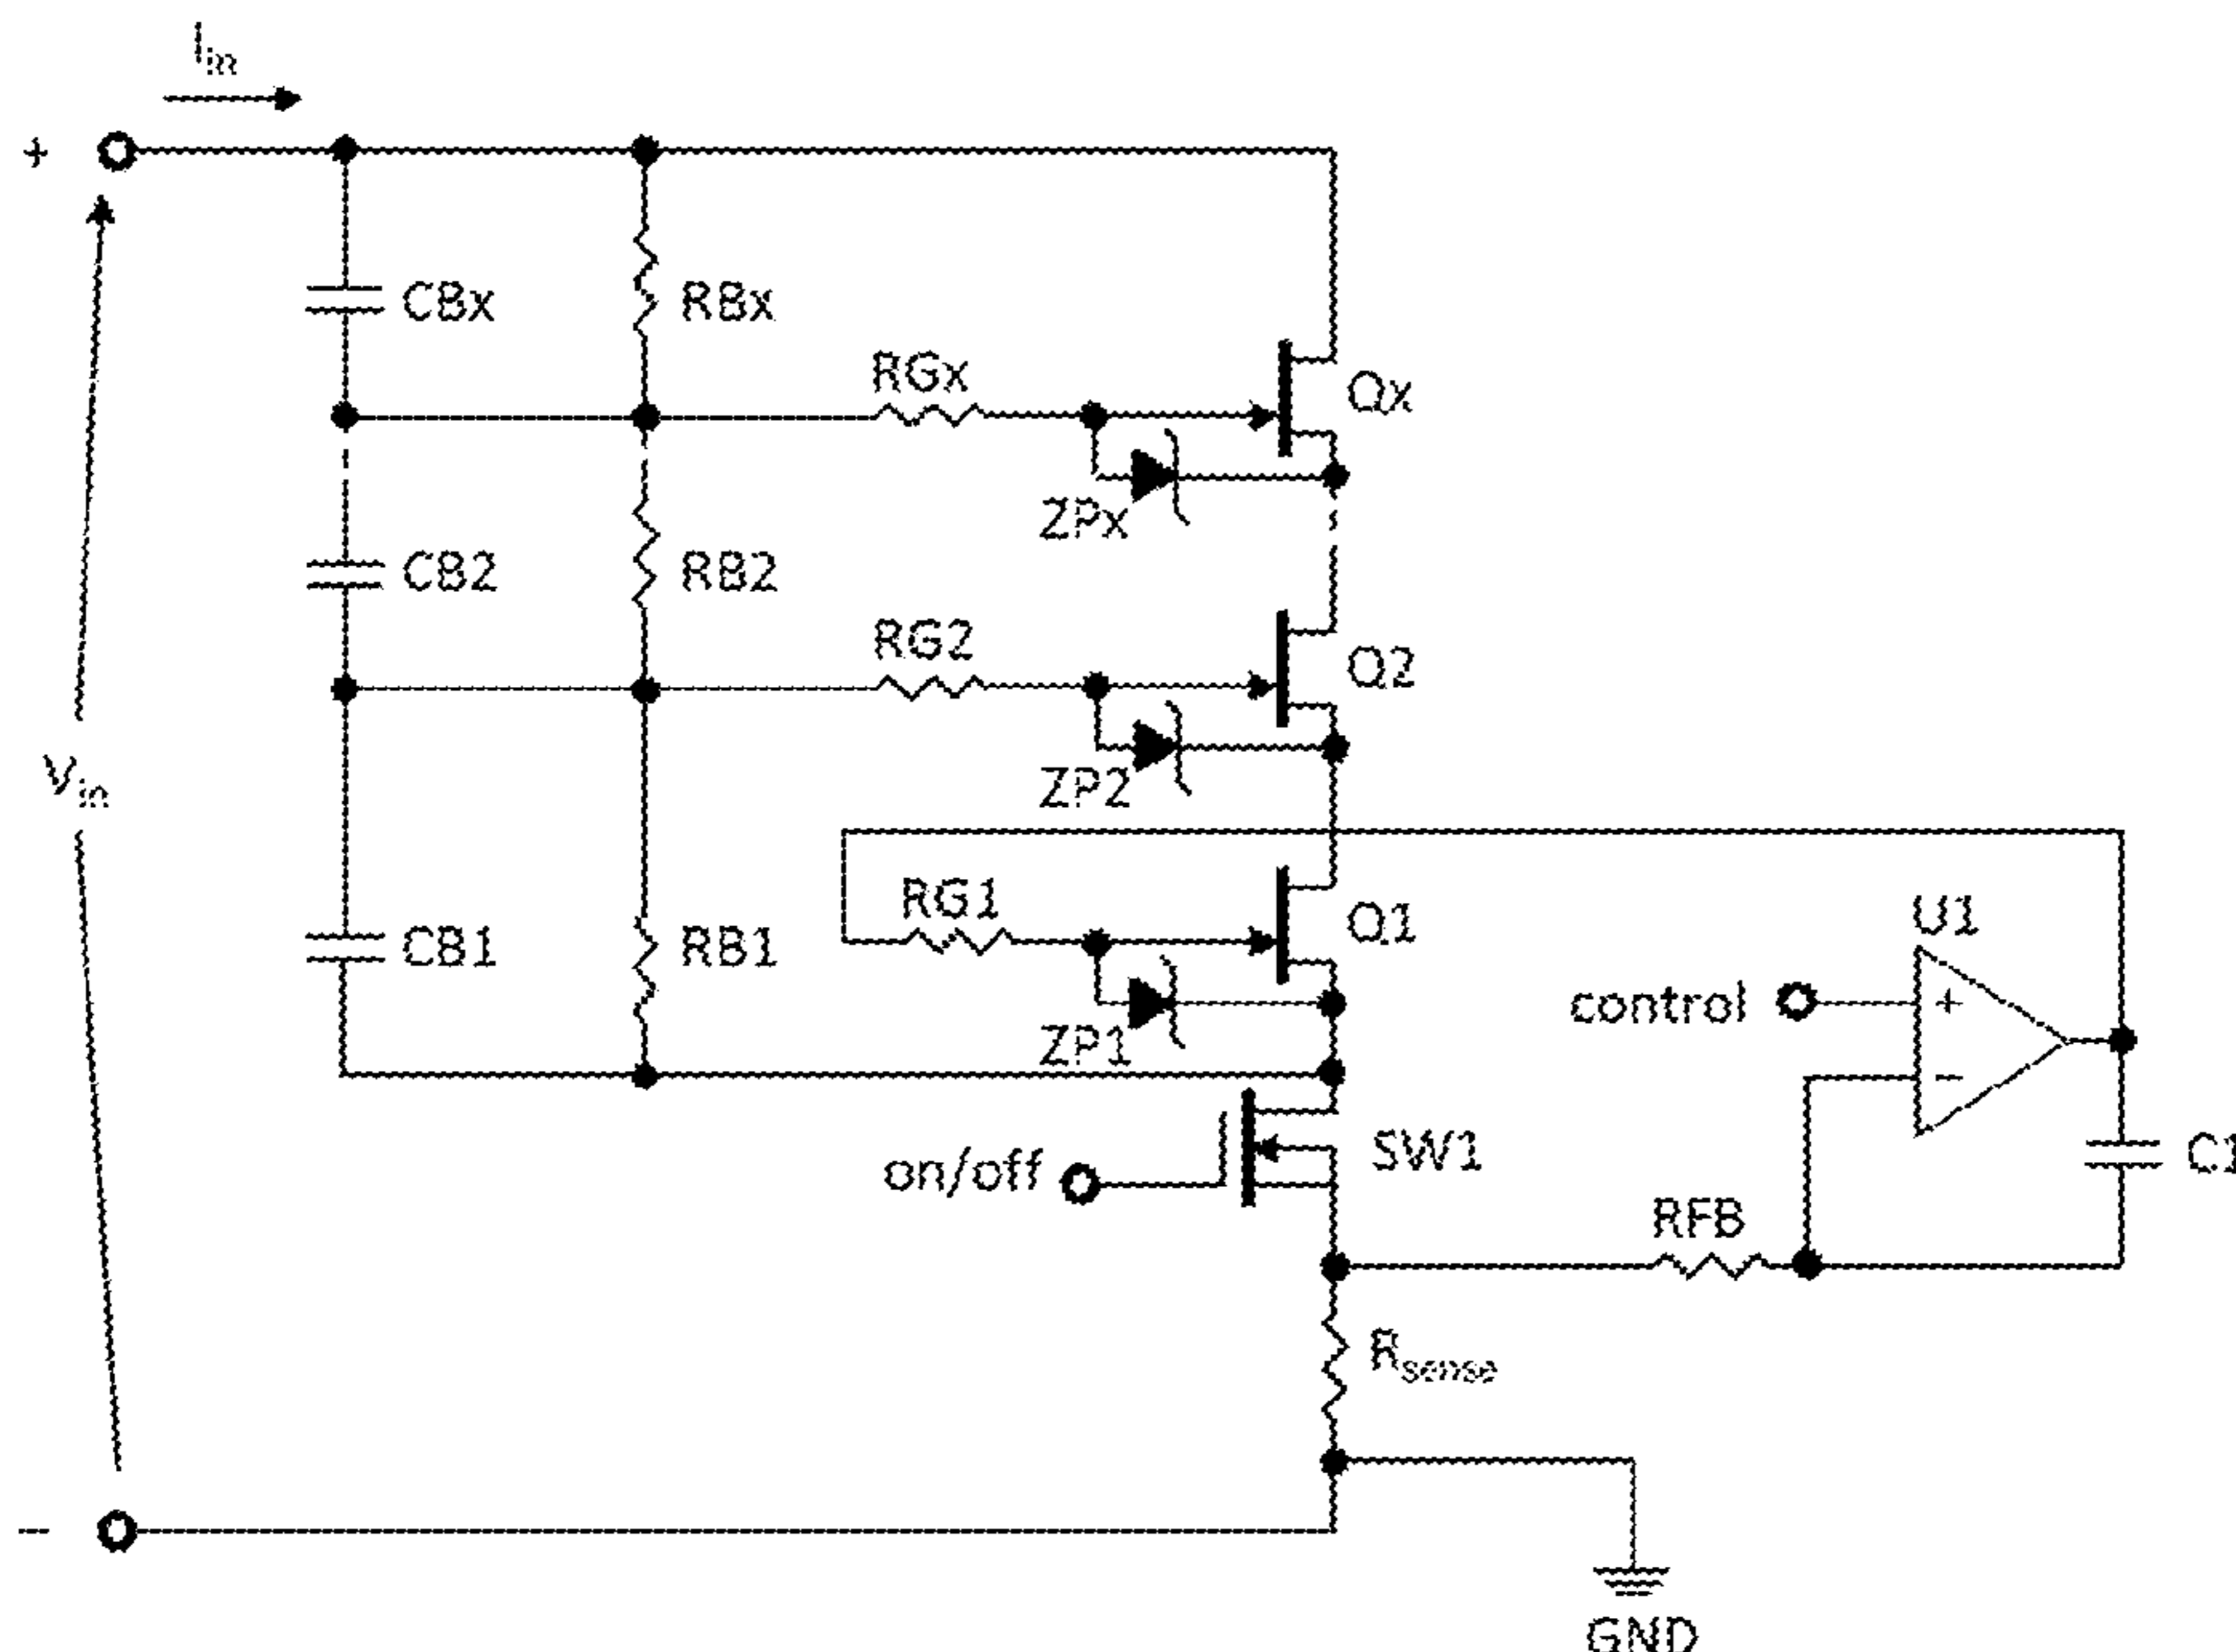 Iin
+
CBx
RBx
RGx
Qx
ZPx
CB2
RB2
RG2
Q2
ZP2
Vin
RG1
Q1
U1
CB1
RB1
control
+
ZP1
−
on/off
SW1
C1
RFB
Rsense
−
GND